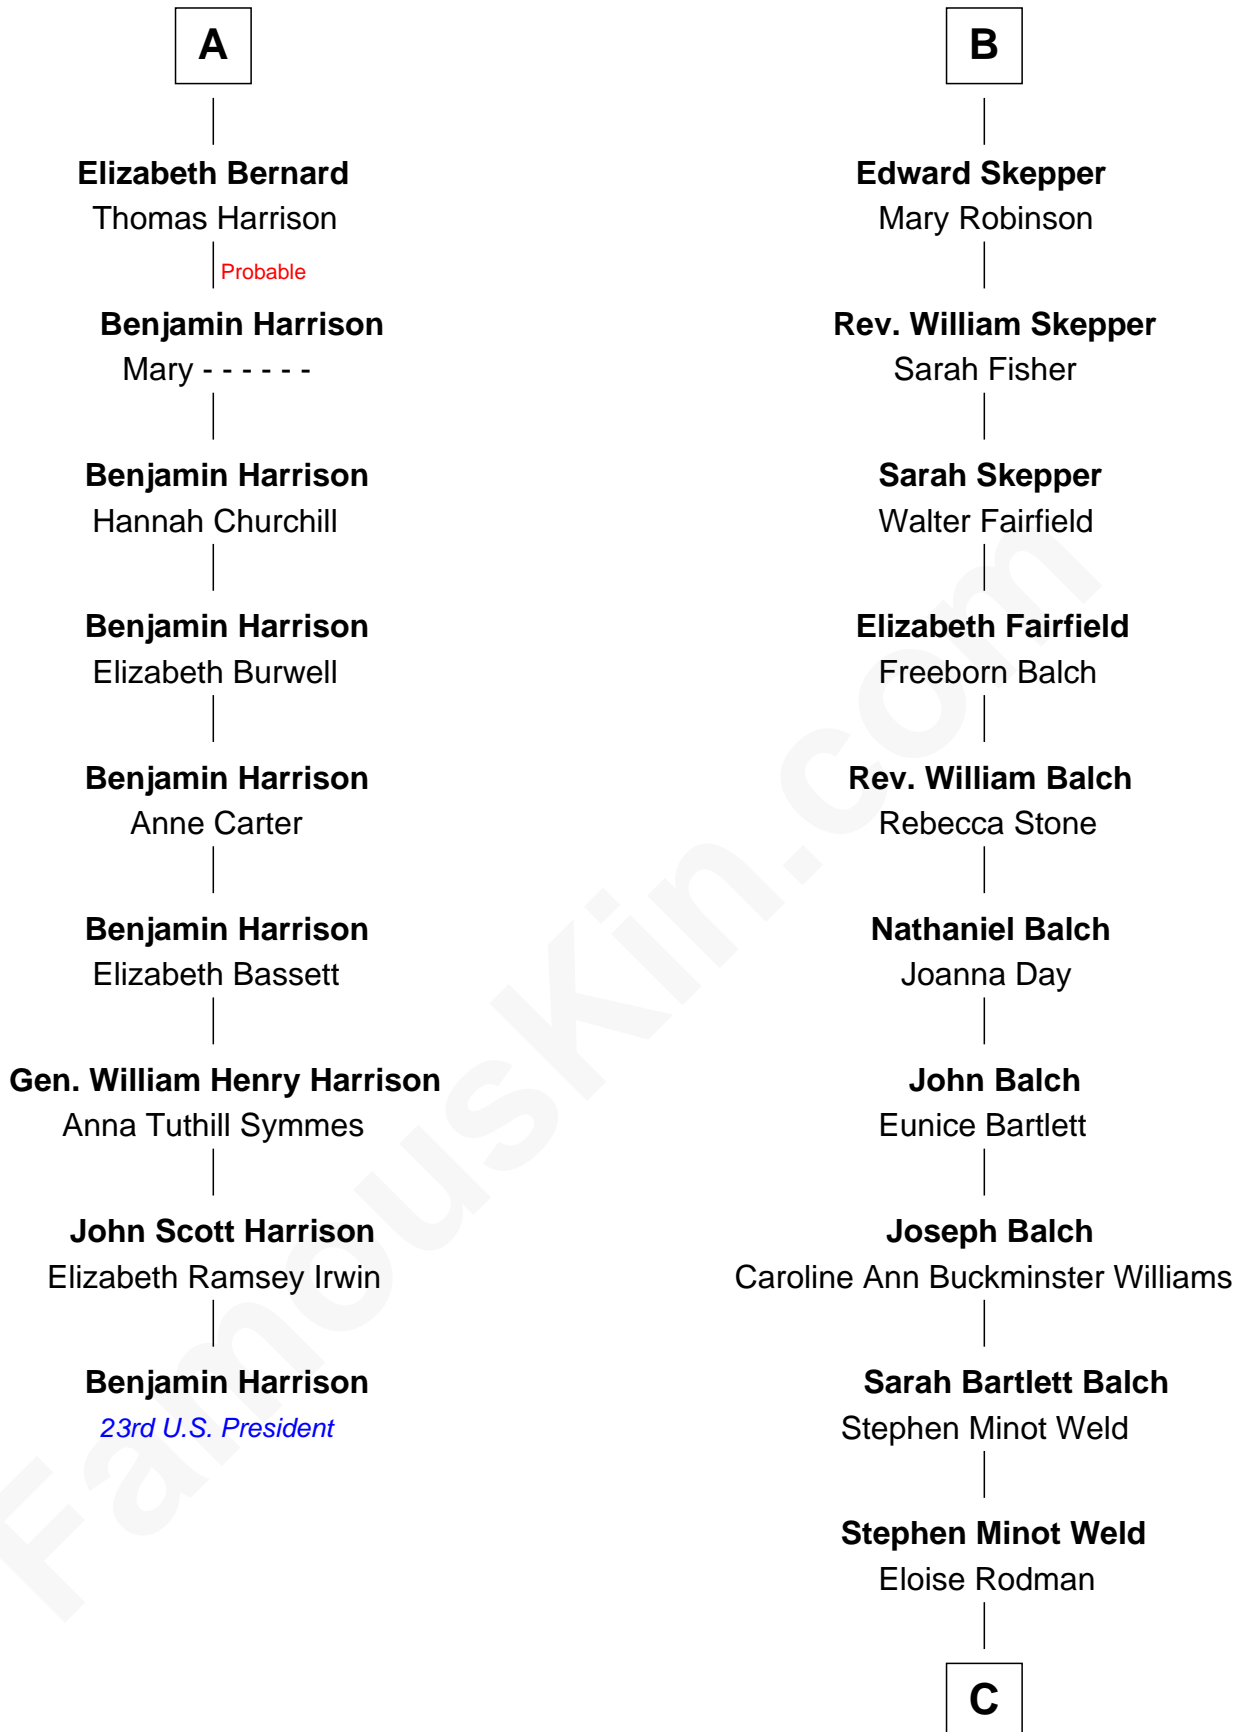 A
Elizabeth Bernard
Thomas Harrison
Probable
Benjamin Harrison
Mary - - - - - -
Benjamin Harrison
Hannah Churchill
Benjamin Harrison
Elizabeth Burwell
Benjamin Harrison
Anne Carter
Benjamin Harrison
Elizabeth Bassett
Gen. William Henry Harrison
Anna Tuthill Symmes
John Scott Harrison
Elizabeth Ramsey Irwin
Benjamin Harrison
23rd U.S. President
B
Edward Skepper
Mary Robinson
Rev. William Skepper
Sarah Fisher
Sarah Skepper
Walter Fairfield
Elizabeth Fairfield
Freeborn Balch
Rev. William Balch
Rebecca Stone
Nathaniel Balch
Joanna Day
John Balch
Eunice Bartlett
Joseph Balch
Caroline Ann Buckminster Williams
Sarah Bartlett Balch
Stephen Minot Weld
Stephen Minot Weld
Eloise Rodman
C
FamousKin.com